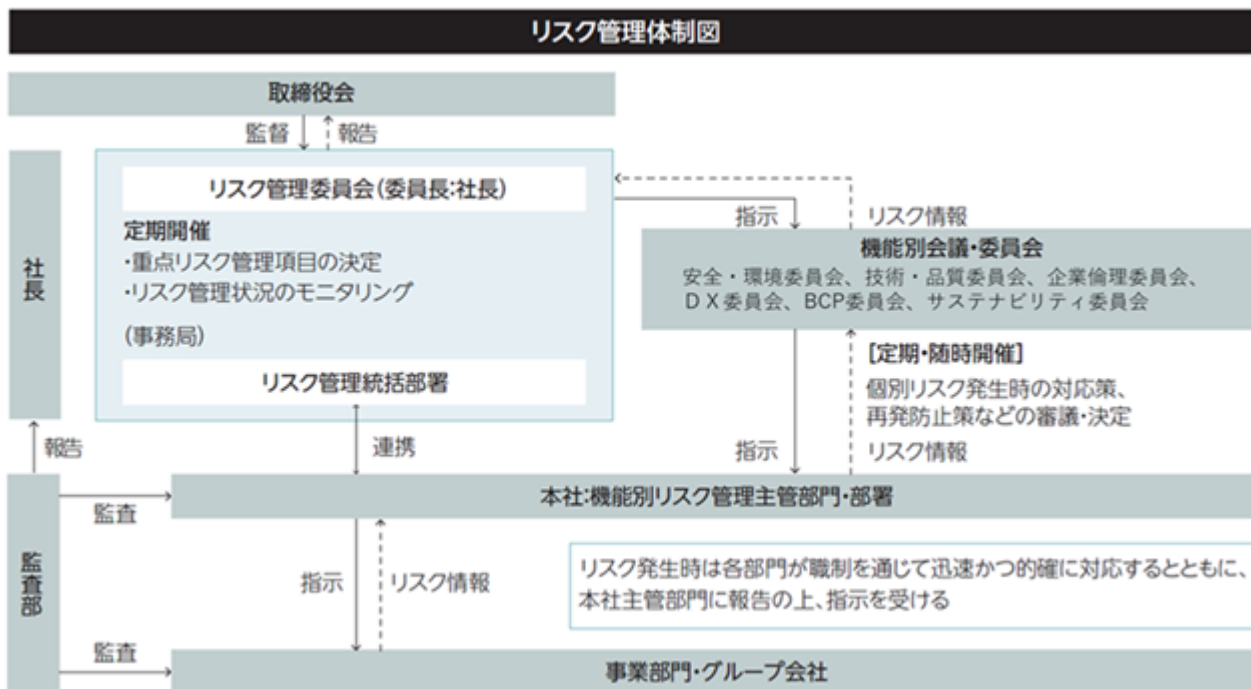 リスク管理体制図
取締役会
監督
報告
社長
リスク管理委員会(委員長:社長)
定期開催
・重点リスク管理項目の決定
・リスク管理状況のモニタリング
(事務局)
リスク管理統括部署
指示
リスク情報
機能別会議・委員会
安全・環境委員会、技術・品質委員会、企業倫理委員会、
ＤＸ委員会、BCP委員会、サステナビリティ委員会
[定期・随時開催]
個別リスク発生時の対応策、
再発防止策などの審議・決定
報告
連携
指示
リスク情報
監査部
監査
本社:機能別リスク管理主管部門・部署
指示
リスク情報
リスク発生時は各部門が職制を通じて迅速かつ的確に対応するとともに、
本社主管部門に報告の上、指示を受ける
監査
事業部門・グループ会社